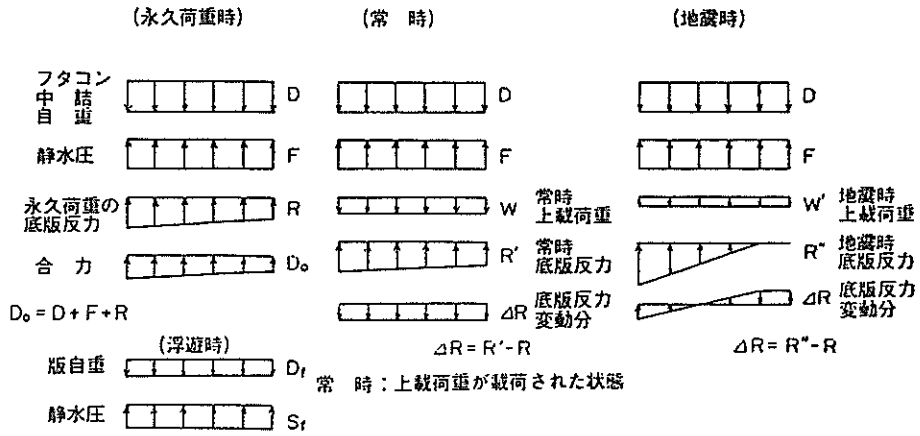 (永久荷重時)
(常 時)
(地震時)
フタコン
中 詰
自 重
D
D
D
静水圧
F
F
F
永久荷重の
底版反力
R
W
常時
上載荷重
W'
地震時
上載荷重
合 力
D₀
R'
常時
底版反力
R"
地震時
底版反力
D₀ = D + F + R
ΔR
底版反力
変動分
ΔR
底版反力
変動分
ΔR = R' - R
ΔR = R" - R
(浮遊時)
版自重
Df
常 時：上載荷重が載荷された状態
静水圧
Sf